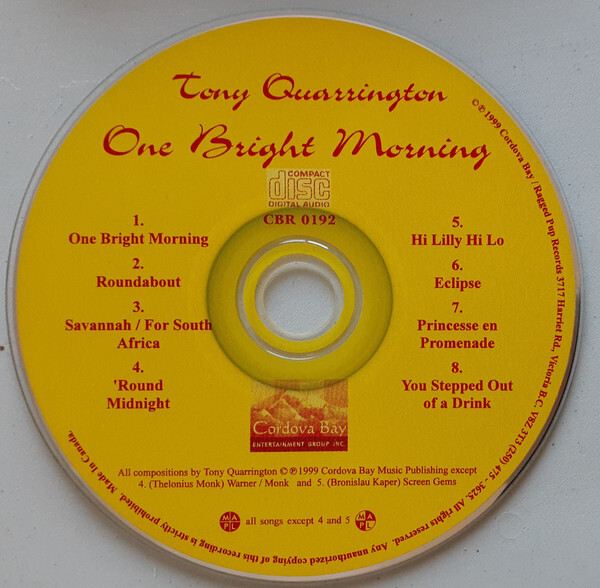 Tony Quarrington
One Bright Morning
COMPACT
disc
DIGITAL AUDIO
CBR 0192
1.
One Bright Morning
2.
Roundabout
3.
Savannah / For South
Africa
4.
'Round
Midnight
5.
Hi Lilly Hi Lo
6.
Eclipse
7.
Princesse en
Promenade
8.
You Stepped Out
of a Drink
Cordova Bay
ENTERTAINMENT GROUP INC.
All compositions by Tony Quarrington ©℗1999 Cordova Bay Music Publishing except
4. (Thelonius Monk) Warner / Monk and 5. (Bronislau Kaper) Screen Gems
MAPL all songs except 4 and 5 MAPL
©℗1999 Cordova Bay / Ragged Pup Records 3717 Harriet Rd., Victoria B.C. V8Z 3T3 (250) 475 - 3625. All rights reserved. Any unauthorized copying of this recording is strictly prohibited. Made in Canada.